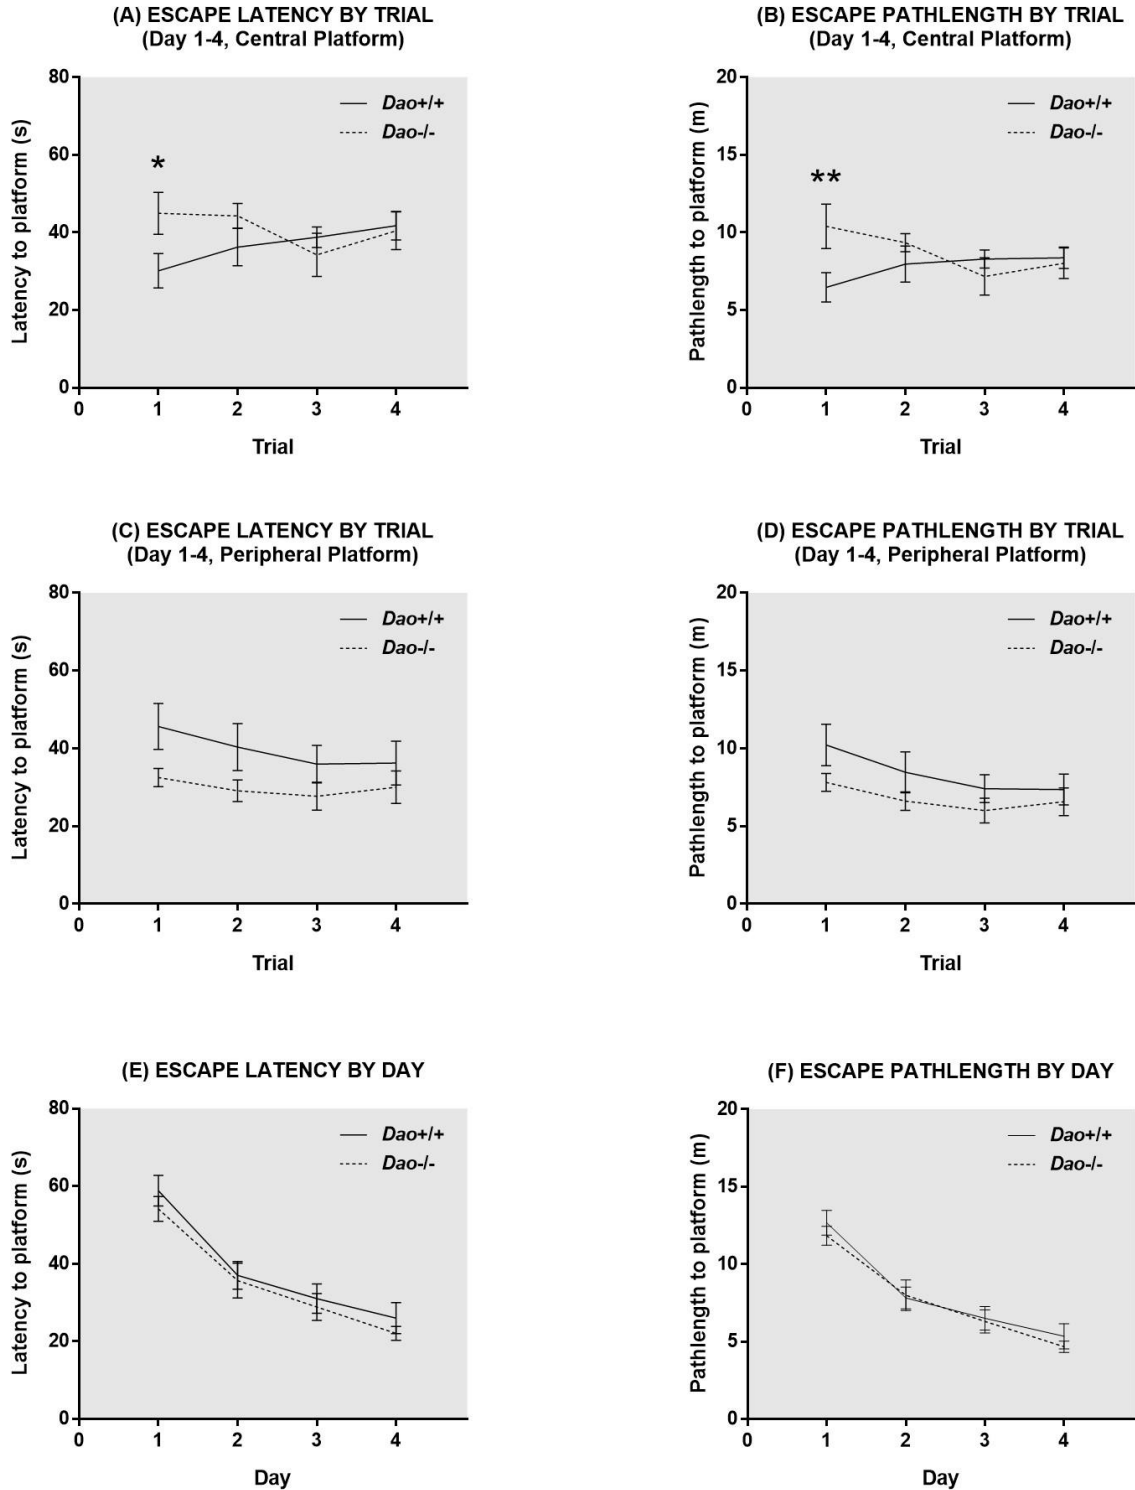 (A) ESCAPE LATENCY BY TRIAL
(Day 1-4, Central Platform)
80
60
40
20
0
Latency to platform (s)
Dao+/+
Dao-/-
*
0 1 2 3 4
Trial
(B) ESCAPE PATHLENGTH BY TRIAL
(Day 1-4, Central Platform)
20
15
10
5
0
Pathlength to platform (m)
Dao+/+
Dao-/-
**
0 1 2 3 4
Trial
(C) ESCAPE LATENCY BY TRIAL
(Day 1-4, Peripheral Platform)
80
60
40
20
0
Latency to platform (s)
Dao+/+
Dao-/-
0 1 2 3 4
Trial
(D) ESCAPE PATHLENGTH BY TRIAL
(Day 1-4, Peripheral Platform)
20
15
10
5
0
Pathlength to platform (m)
Dao+/+
Dao-/-
0 1 2 3 4
Trial
(E) ESCAPE LATENCY BY DAY
80
60
40
20
0
Latency to platform (s)
Dao+/+
Dao-/-
0 1 2 3 4
Day
(F) ESCAPE PATHLENGTH BY DAY
20
15
10
5
0
Pathlength to platform (m)
Dao+/+
Dao-/-
0 1 2 3 4
Day